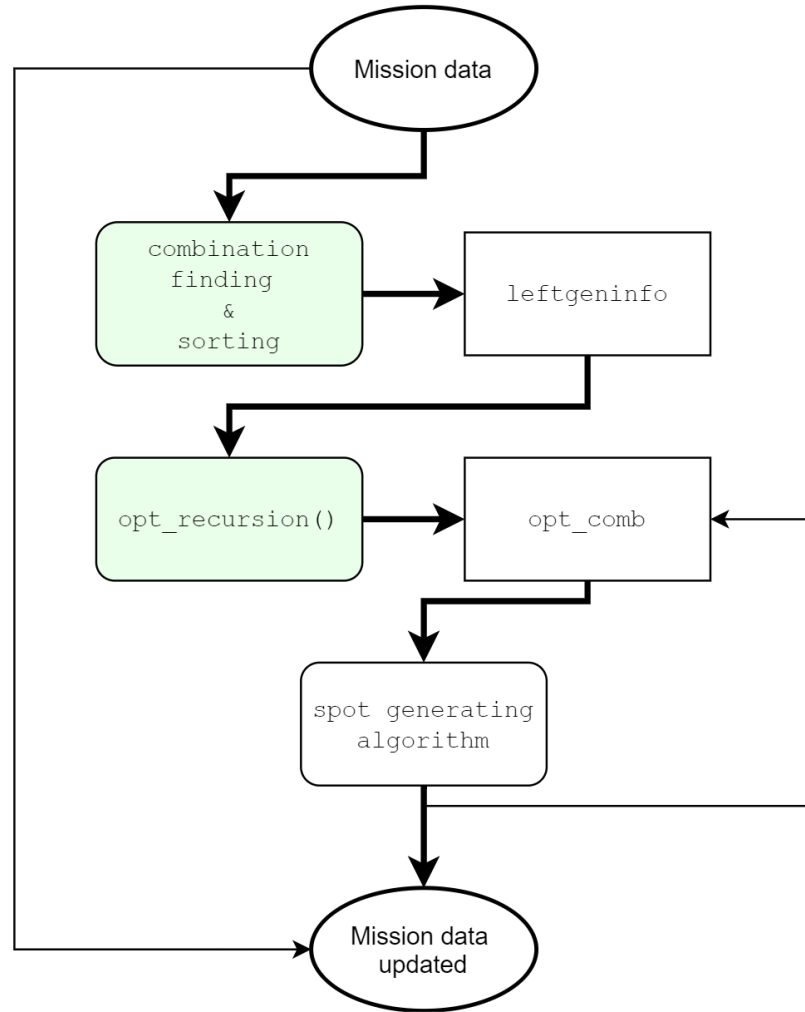 Mission data
combination
finding
&
sorting
leftgeninfo
opt_recursion()
opt_comb
spot generating
algorithm
Mission data
updated